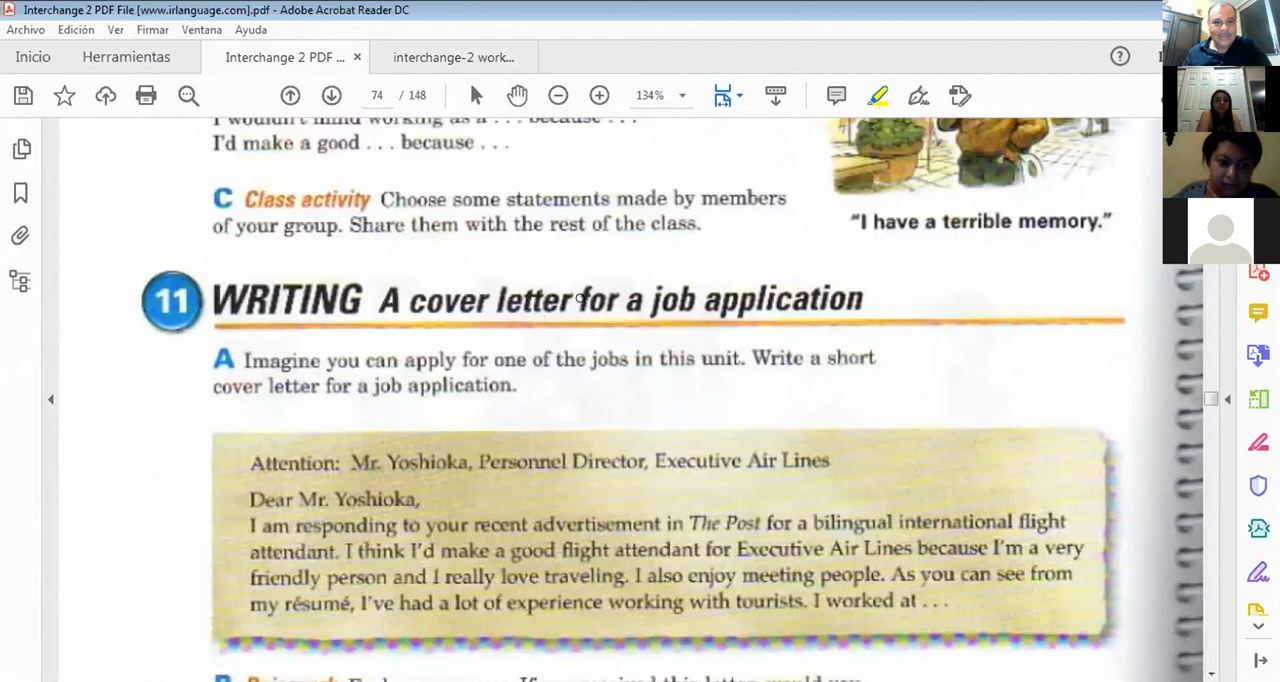 Interchange 2 PDF File [www.irlanguage.com].pdf - Adobe Acrobat Reader DC
Archivo Edición Ver Firmar Ventana Ayuda
Inicio Herramientas Interchange 2 PDF ... × interchange-2 work...
74 / 148 134%
I wouldn't mind working as a . . . because . . .
I'd make a good . . . because . . .
C Class activity Choose some statements made by members
of your group. Share them with the rest of the class.
"I have a terrible memory."
11 WRITING A cover letter for a job application
A Imagine you can apply for one of the jobs in this unit. Write a short
cover letter for a job application.
Attention: Mr. Yoshioka, Personnel Director, Executive Air Lines
Dear Mr. Yoshioka,
I am responding to your recent advertisement in The Post for a bilingual international flight
attendant. I think I'd make a good flight attendant for Executive Air Lines because I'm a very
friendly person and I really love traveling. I also enjoy meeting people. As you can see from
my résumé, I've had a lot of experience working with tourists. I worked at . . .